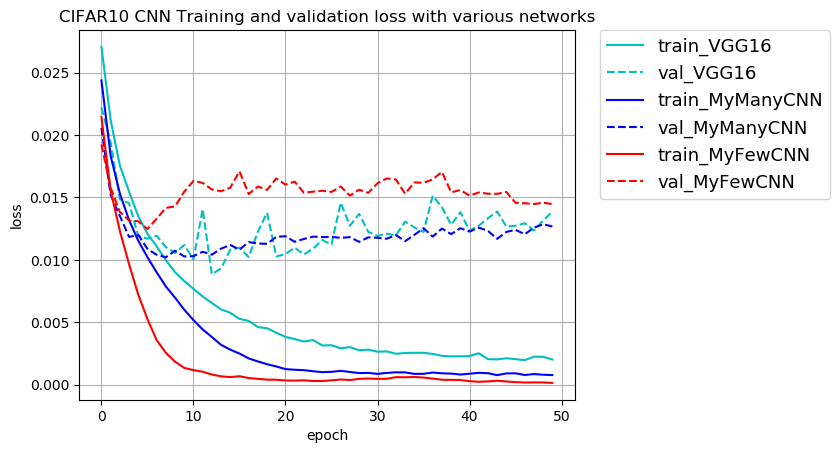 CIFAR10 CNN Training and validation loss with various networks
train_VGG16
val_VGG16
train_MyManyCNN
val_MyManyCNN
train_MyFewCNN
val_MyFewCNN
loss
0.025
0.020
0.015
0.010
0.005
0.000
0 10 20 30 40 50
epoch